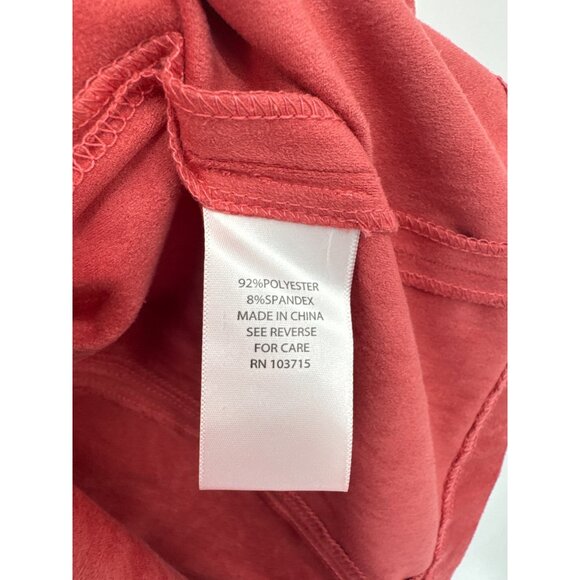 92%POLYESTER
8%SPANDEX
MADE IN CHINA
SEE REVERSE
FOR CARE
RN 103715